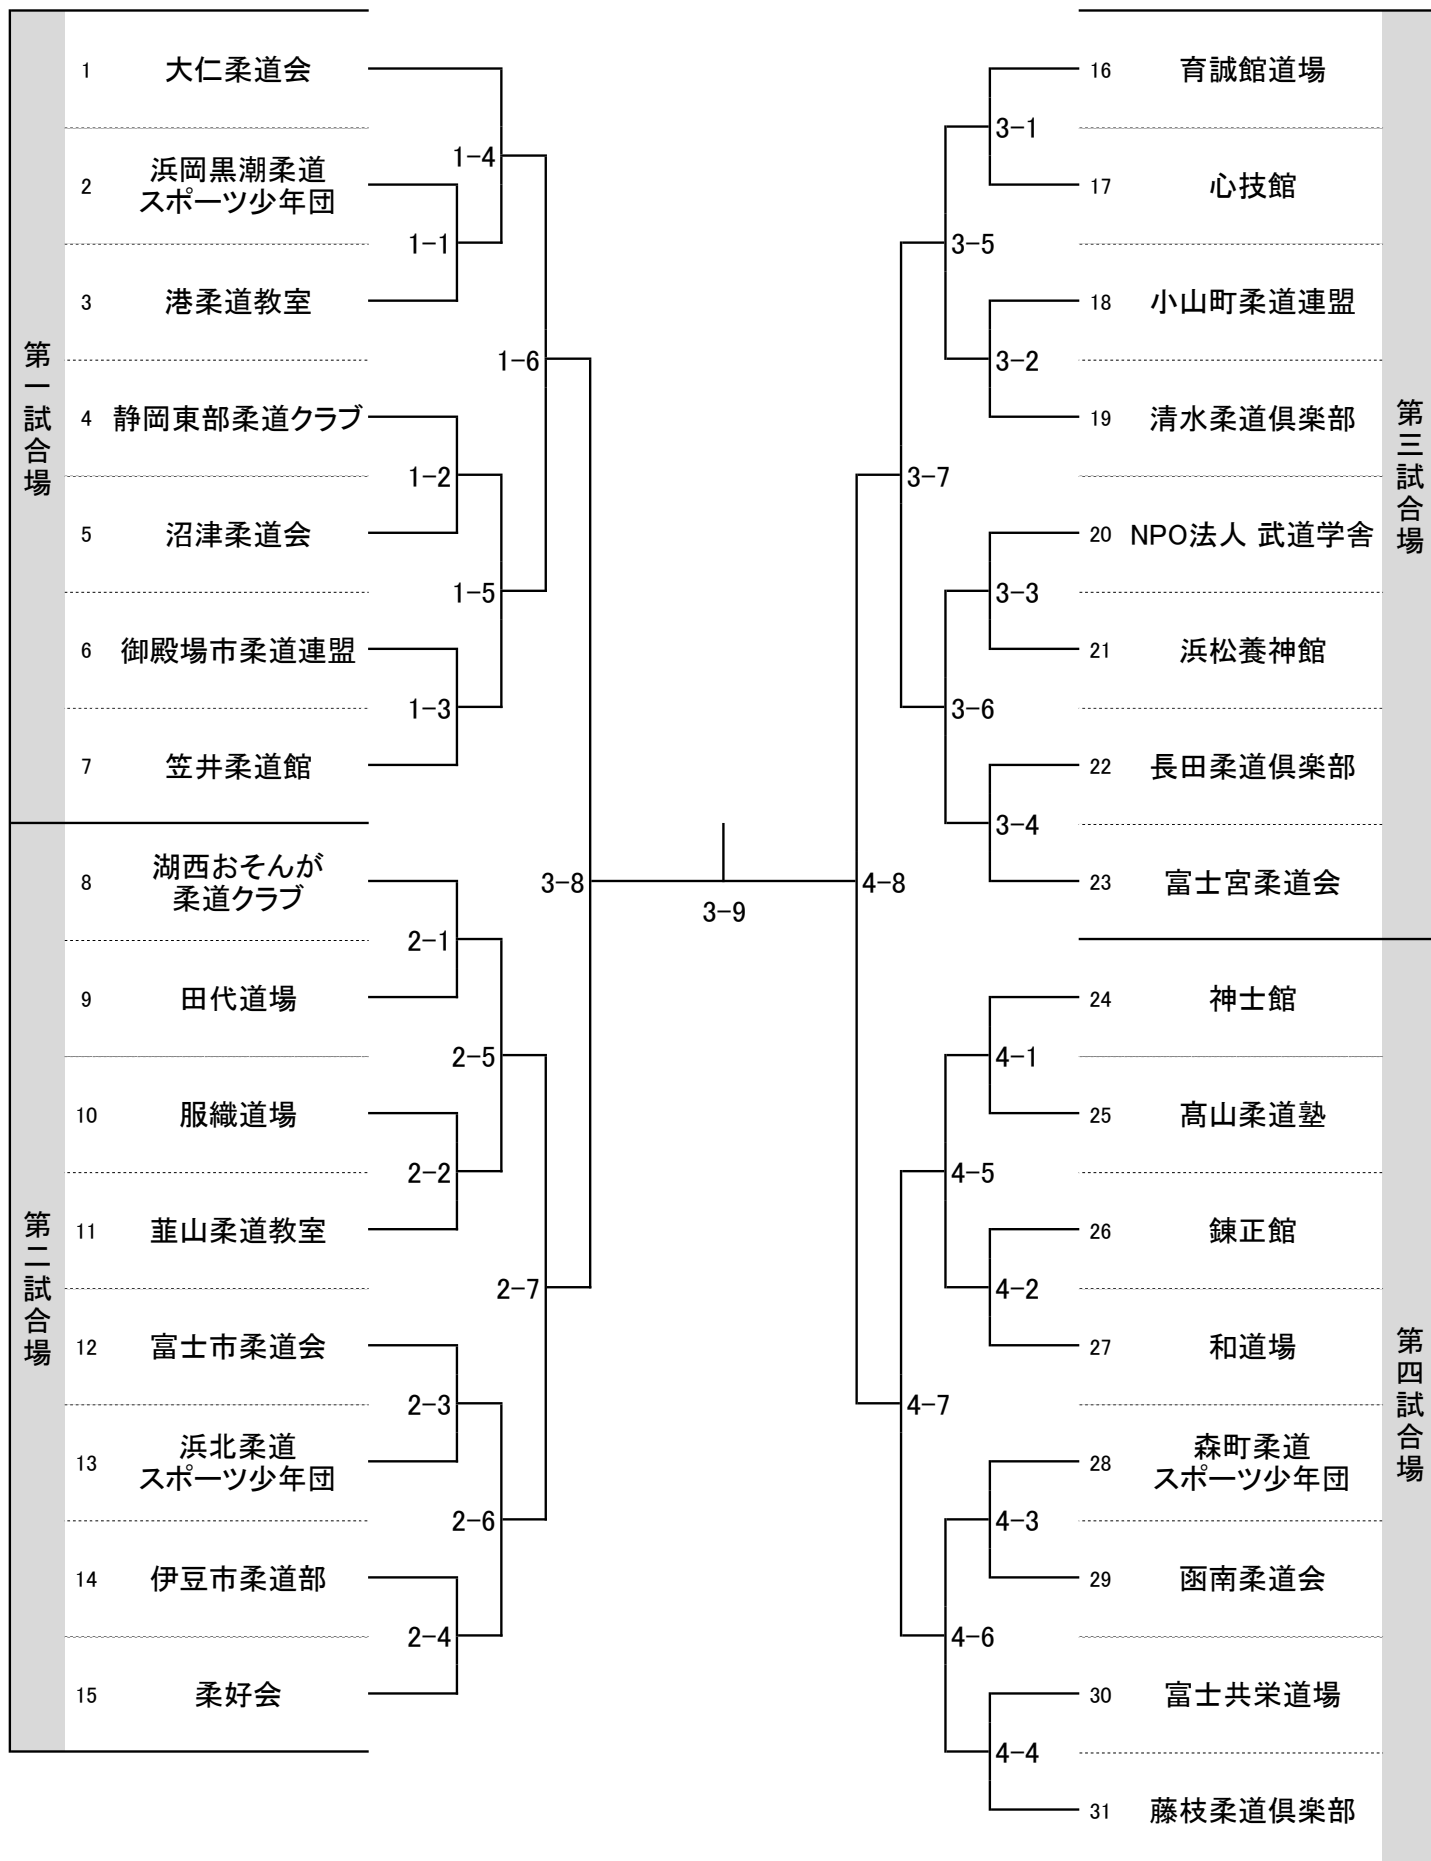 第一試合場
1 大仁柔道会
2 浜岡黒潮柔道
スポーツ少年団
3 港柔道教室
4 静岡東部柔道クラブ
5 沼津柔道会
6 御殿場市柔道連盟
7 笠井柔道館
1-1
1-2
1-3
1-4
1-5
1-6
第二試合場
8 湖西おそんが
柔道クラブ
9 田代道場
10 服織道場
11 韮山柔道教室
12 富士市柔道会
13 浜北柔道
スポーツ少年団
14 伊豆市柔道部
15 柔好会
2-1
2-2
2-3
2-4
2-5
2-6
2-7
3-8
3-9
4-8
第三試合場
16 育誠館道場
17 心技館
18 小山町柔道連盟
19 清水柔道倶楽部
20 NPO法人 武道学舎
21 浜松養神館
22 長田柔道倶楽部
23 富士宮柔道会
3-1
3-2
3-3
3-4
3-5
3-6
3-7
第四試合場
24 神士館
25 髙山柔道塾
26 錬正館
27 和道場
28 森町柔道
スポーツ少年団
29 函南柔道会
30 富士共栄道場
31 藤枝柔道倶楽部
4-1
4-2
4-3
4-4
4-5
4-6
4-7